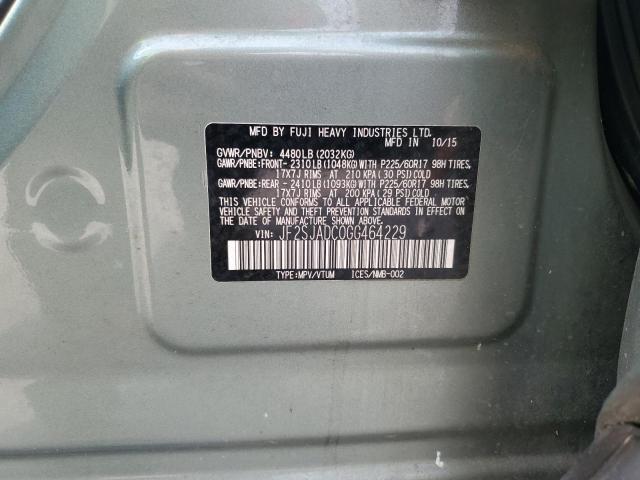 MFD BY FUJI HEAVY INDUSTRIES LTD.
MFD IN 10/15
GVWR/PNBV: 4480LB (2032KG)
GAWR/PNBE:FRONT- 2310LB (1048KG) WITH P225/60R17 98H TIRES,
17X7J RIMS AT 210 KPA (30 PSI) COLD
GAWR/PNBE:REAR - 2410LB (1093KG) WITH P225/60R17 98H TIRES,
17X7J RIMS AT 200 KPA (29 PSI) COLD
THIS VEHICLE CONFORMS TO ALL APPLICABLE FEDERAL MOTOR
VEHICLE SAFETY, BUMPER, AND THEFT PREVENTION STANDARDS
IN EFFECT ON THE DATE OF MANUFACTURE SHOWN ABOVE.
VIN: JF2SJADC0GG464229
TYPE:MPV/VTUM ICES/NMB-002